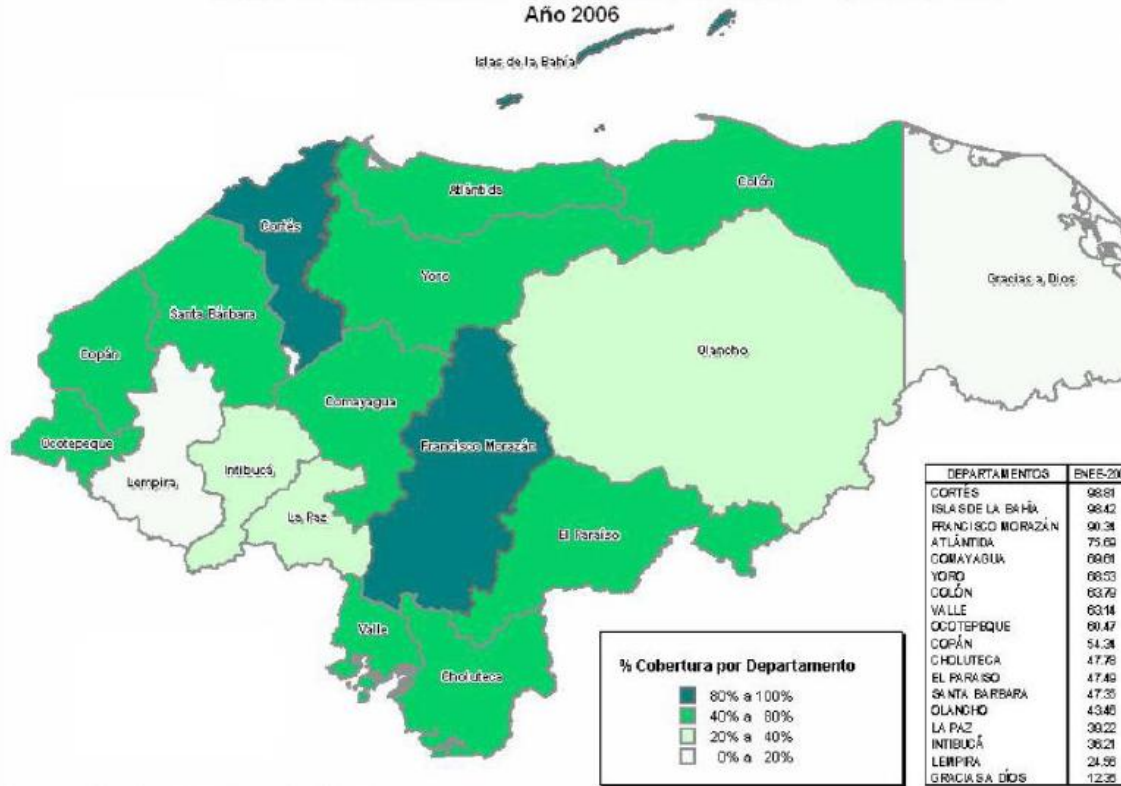 Año 2006
Islas de la Bahía
Atlántida
Colón
Cortés
Yoro
Gracias a Dios
Santa Bárbara
Olancho
Copán
Comayagua
Ocotepeque
Francisco Morazán
Intibucá
Lempira
La Paz
El Paraíso
Valle
Choluteca
% Cobertura por Departamento
80% a 100%
40% a 80%
20% a 40%
0% a 20%
DEPARTAMENTOS
CORTÉS 98.81
ISLAS DE LA BAHÍA 98.42
FRANCISCO MORAZÁN 90.34
ATLÁNTIDA 75.69
COMAYAGUA 69.61
YORO 68.53
COLÓN 63.79
VALLE 63.14
OCOTEPEQUE 60.47
COPÁN 54.34
CHOLUTECA 47.78
EL PARAISO 47.49
SANTA BARBARA 47.35
OLANCHO 43.46
LA PAZ 39.22
INTIBUCÁ 36.21
LEMPIRA 24.56
GRACIAS A DÍOS 12.35